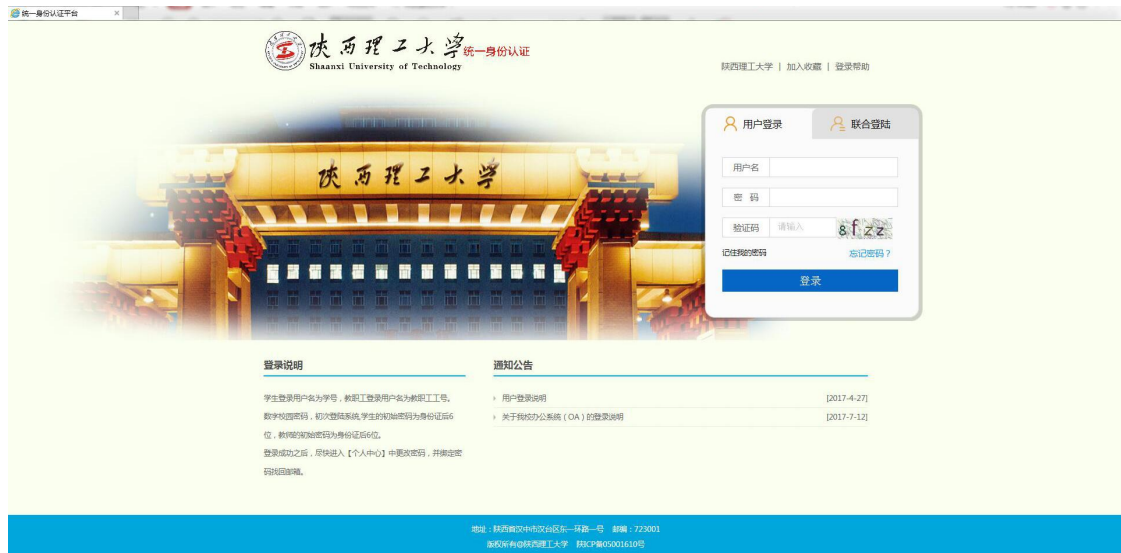 统一身份认证平台 ×
陕西理工大学统一身份认证
Shaanxi University of Technology
陕西理工大学 | 加入收藏 | 登录帮助
陕西理工大学
用户登录 联合登陆
用户名
密 码
验证码 请输入 8fzz
记住我的密码 忘记密码？
登录
登录说明
学生登录用户名为学号，教职工登录用户名为教职工工号。
数字校园密码，初次登陆系统,学生的初始密码为身份证后6
位，教师的初始密码为身份证后6位。
登录成功之后，尽快进入【个人中心】中更改密码，并绑定密
码找回邮箱。
通知公告
用户登录说明 [2017-4-27]
关于我校办公系统（OA）的登录说明 [2017-7-12]
地址：陕西省汉中市汉台区东一环路一号 邮编：723001
版权所有@陕西理工大学 陕ICP备05001610号